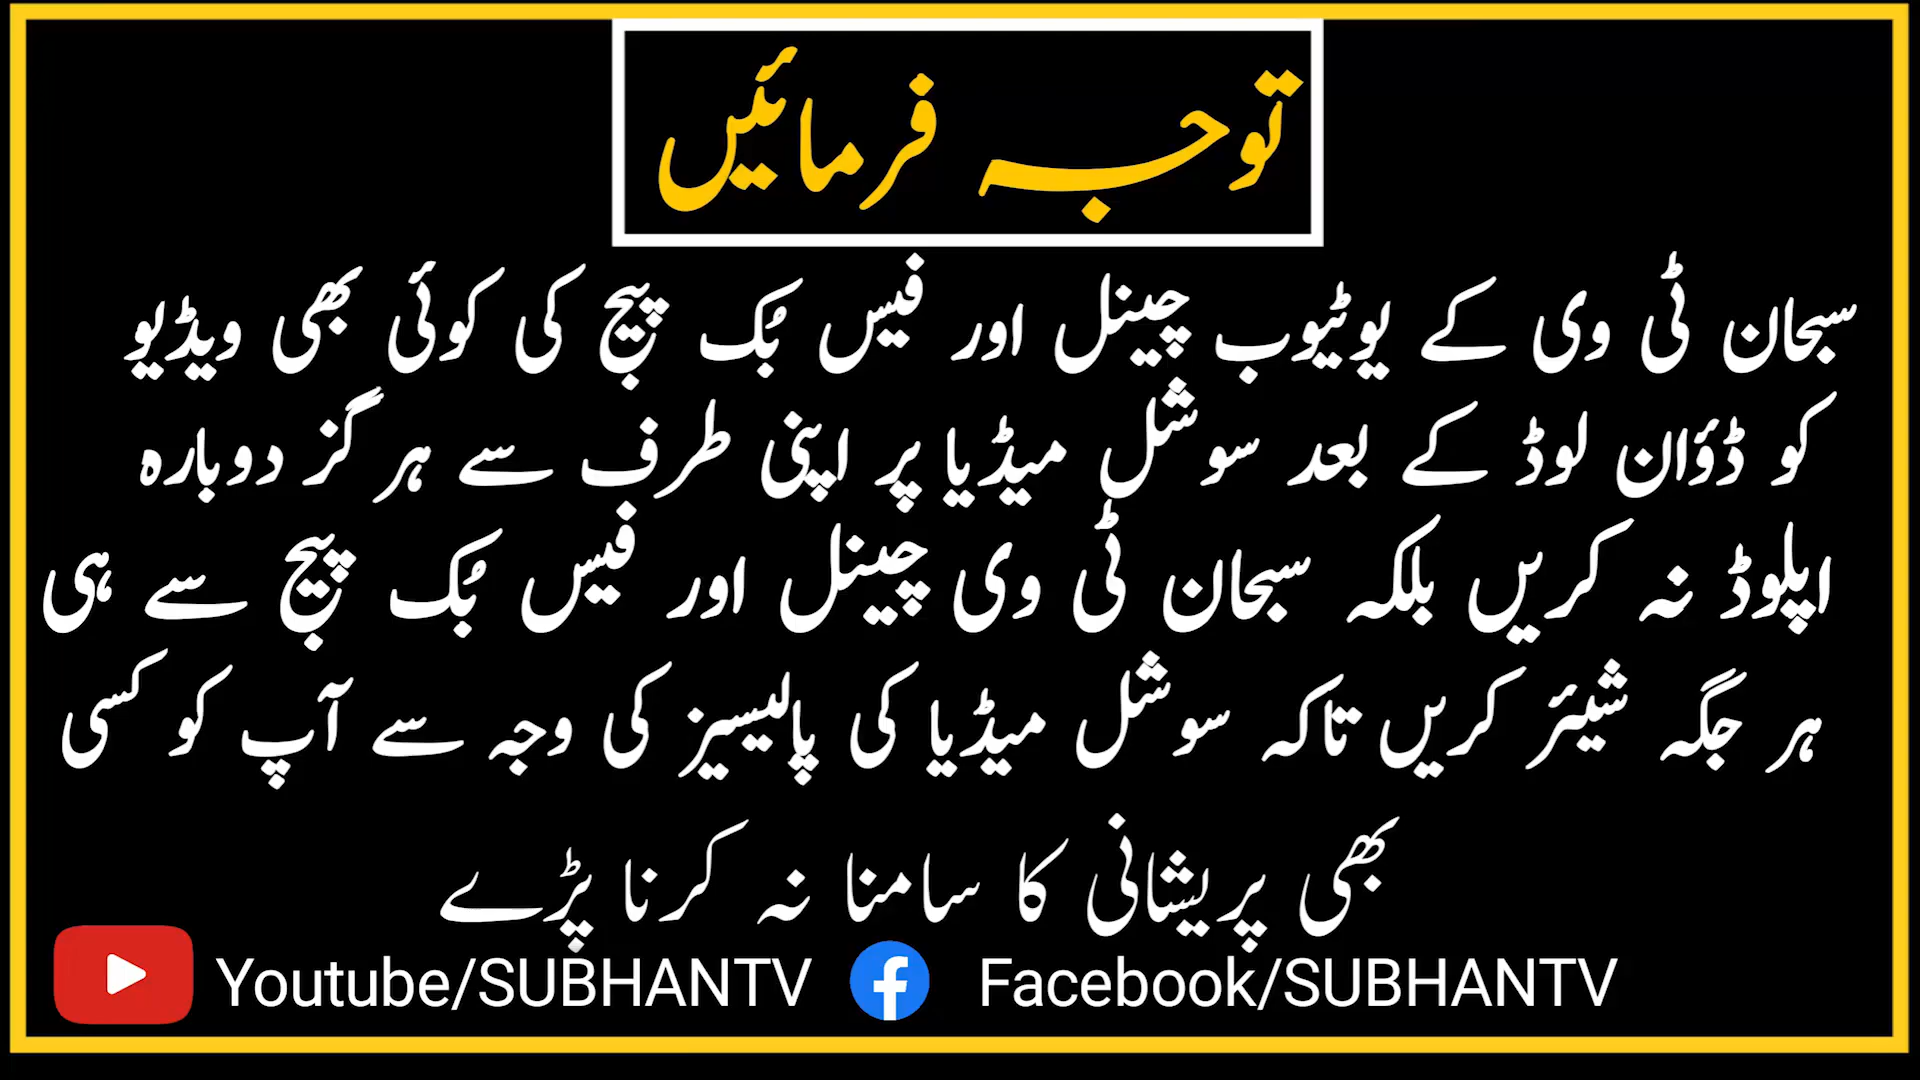 توجہ فرمائیں
سبحان ٹی وی کے یوٹیوب چینل اور فیس بُک پیج کی کوئی بھی ویڈیو
کو ڈؤان لوڈ کے بعد سوشل میڈیا پر اپنی طرف سے ہرگز دوبارہ
اپلوڈ نہ کریں بلکہ سبحان ٹی وی چینل اور فیس بُک پیج سے ہی
ہر جگہ شیئر کریں تاکہ سوشل میڈیا کی پالیسیز کی وجہ سے آپ کو کسی
بھی پریشانی کا سامنا نہ کرنا پڑے
Youtube/SUBHANTV Facebook/SUBHANTV